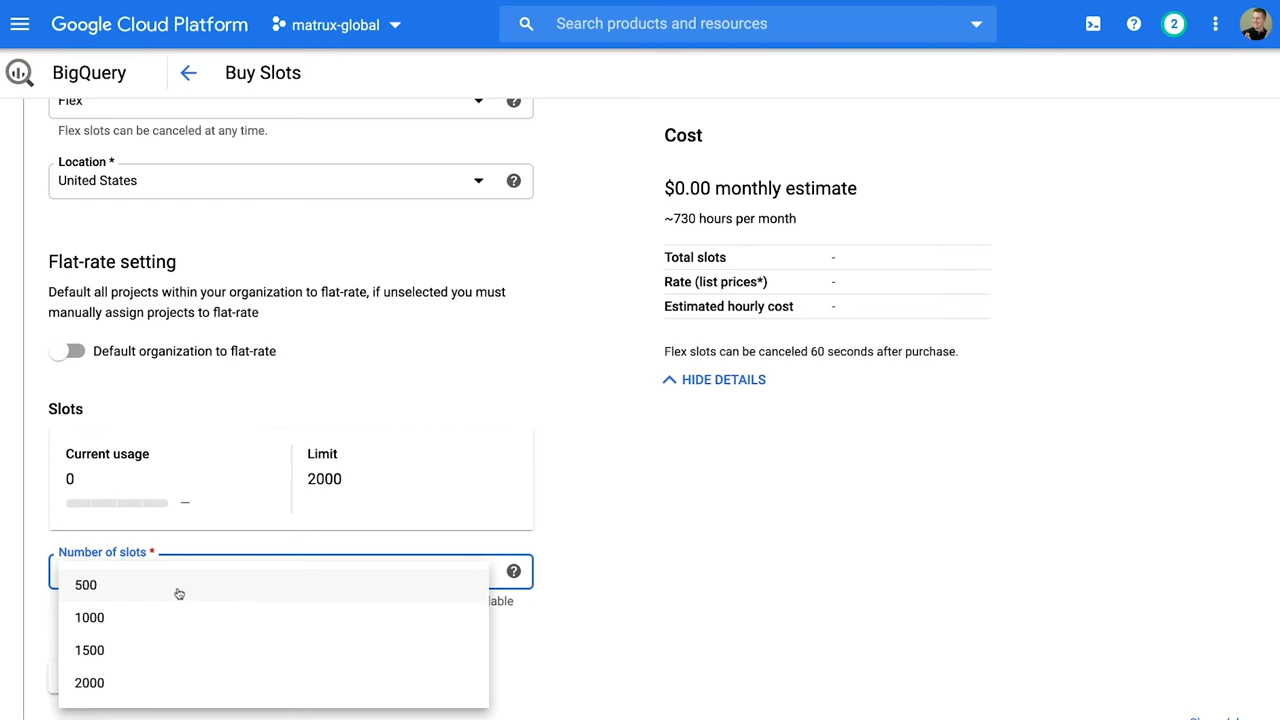 Google Cloud Platform
matrux-global
Search products and resources
2
BigQuery
Buy Slots
Flex
Flex slots can be canceled at any time.
Location *
United States
Flat-rate setting
Default all projects within your organization to flat-rate, if unselected you must
manually assign projects to flat-rate
Default organization to flat-rate
Slots
Current usage
0
–
Limit
2000
Number of slots *
lable
500
1000
1500
2000
Cost
$0.00 monthly estimate
~730 hours per month
Total slots -
Rate (list prices*) -
Estimated hourly cost -
Flex slots can be canceled 60 seconds after purchase.
HIDE DETAILS